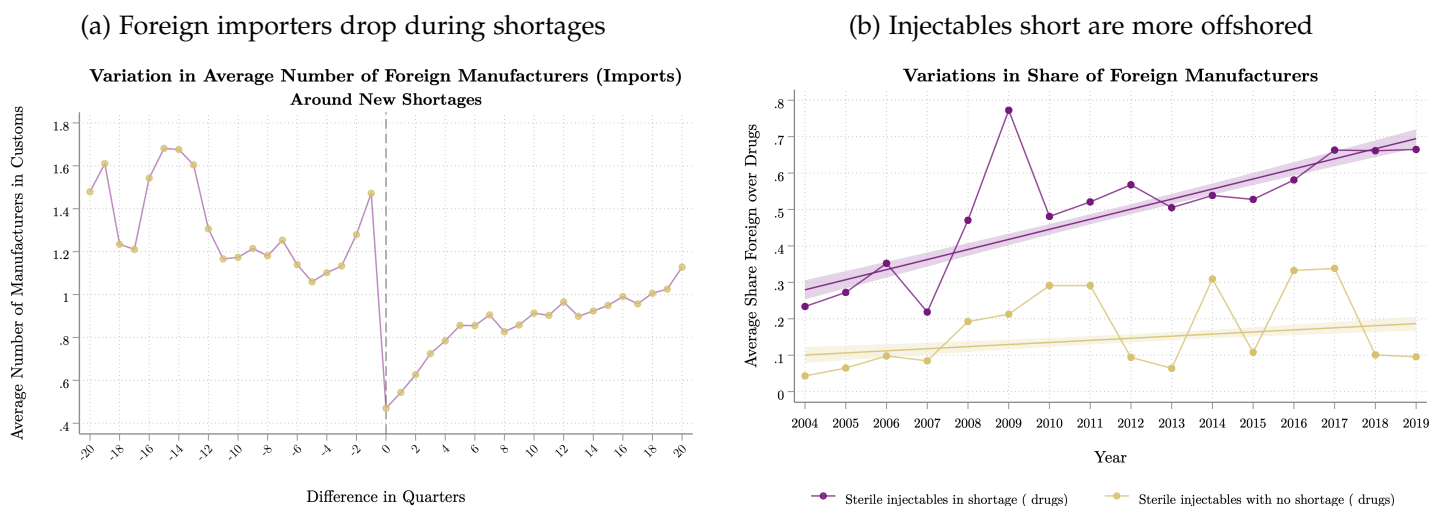 (a) Foreign importers drop during shortages
Variation in Average Number of Foreign Manufacturers (Imports)
Around New Shortages
Average Number of Manufacturers in Customs
1.8
1.6
1.4
1.2
1
.8
.6
.4
-20 -18 -16 -14 -12 -10 -8 -6 -4 -2 0 2 4 6 8 10 12 14 16 18 20
Difference in Quarters
(b) Injectables short are more offshored
Variations in Share of Foreign Manufacturers
Average Share Foreign over Drugs
.8
.7
.6
.5
.4
.3
.2
.1
0
2004 2005 2006 2007 2008 2009 2010 2011 2012 2013 2014 2015 2016 2017 2018 2019
Year
Sterile injectables in shortage ( drugs) Sterile injectables with no shortage ( drugs)